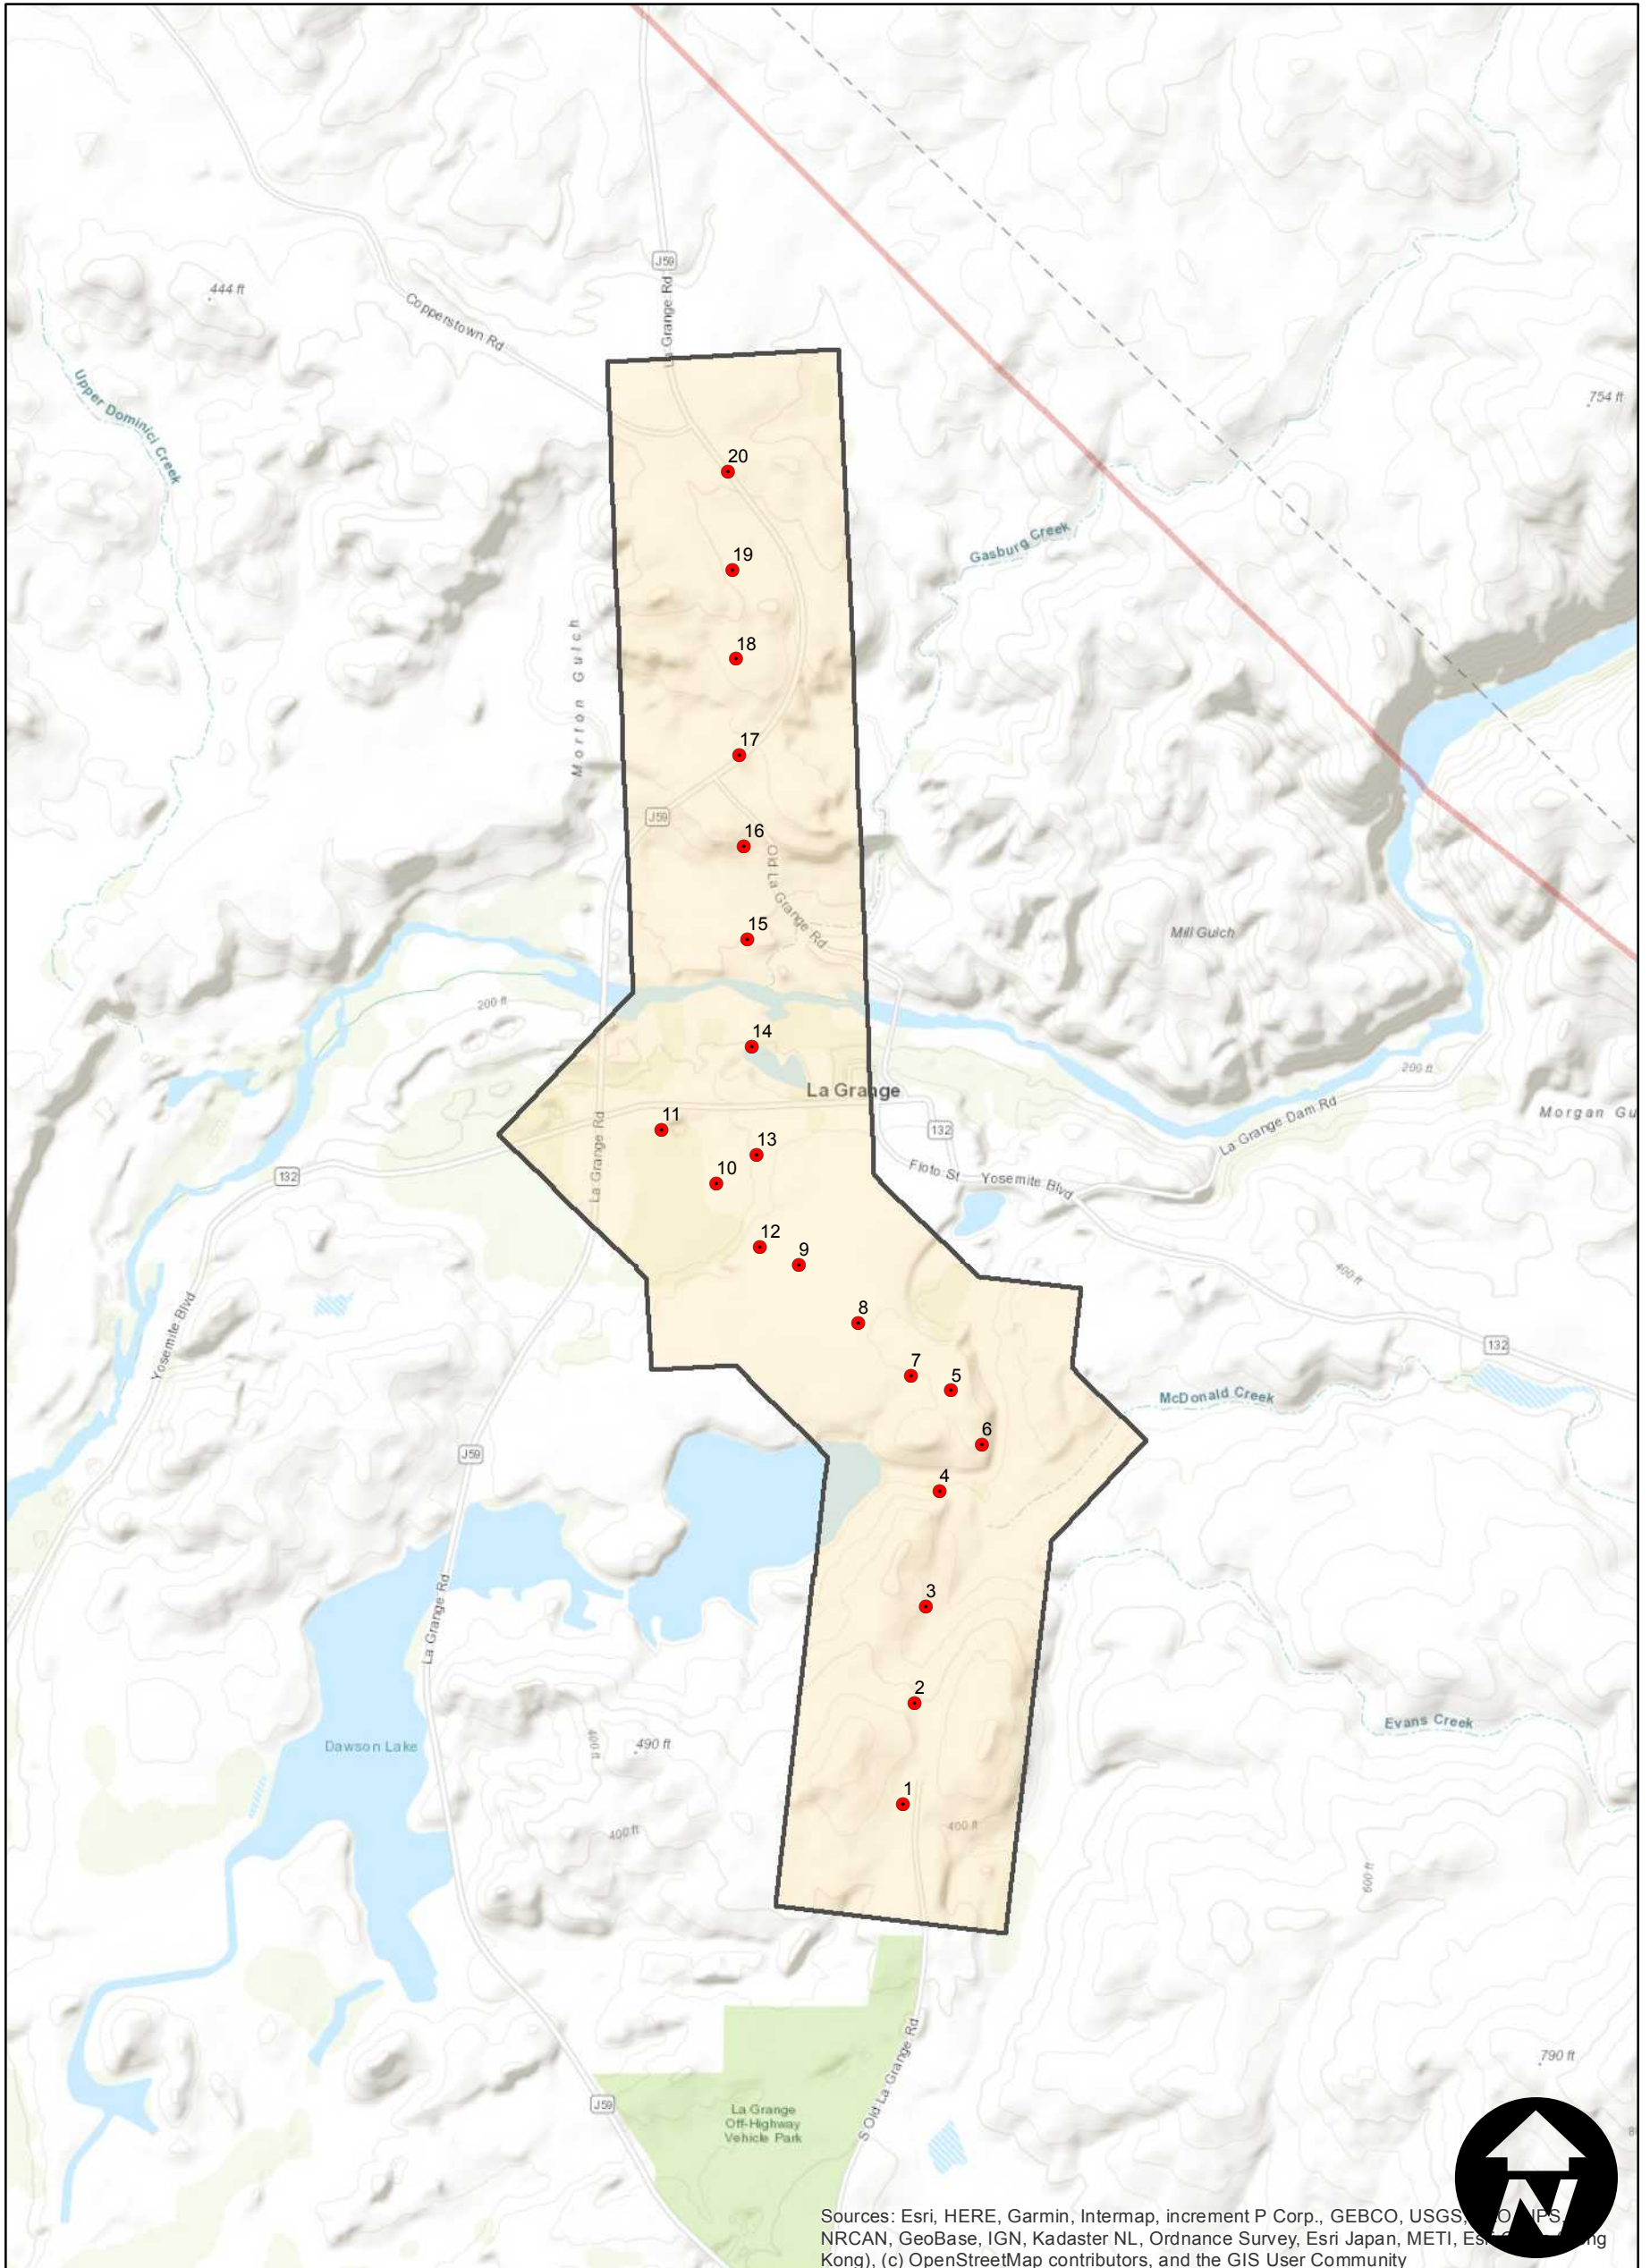 J59
La Grange Rd
444 ft
Copperstown Rd
754 ft
Upper Dominici Creek
20
Gasburg Creek
19
Morton Gulch
18
17
J59
16
Old La Grange Rd
15
Mill Gulch
200 ft
14
200 ft
La Grange
La Grange Dam Rd
Morgan Gu
11
132
La Grange Rd
13
10
132
Floto St
Yosemite Blvd
12
9
400 ft
8
Yosemite Blvd
132
7
5
McDonald Creek
6
J59
4
La Grange Rd
3
2
Evans Creek
400 ft
490 ft
Dawson Lake
1
400 ft
400 ft
600 ft
S Old La Grange Rd
790 ft
J59
La Grange
Off-Highway
Vehicle Park
8
N
Sources: Esri, HERE, Garmin, Intermap, increment P Corp., GEBCO, USGS,
NRCAN, GeoBase, IGN, Kadaster NL, Ordnance Survey, Esri Japan, METI,
Kong), (c) OpenStreetMap contributors, and the GIS User Community